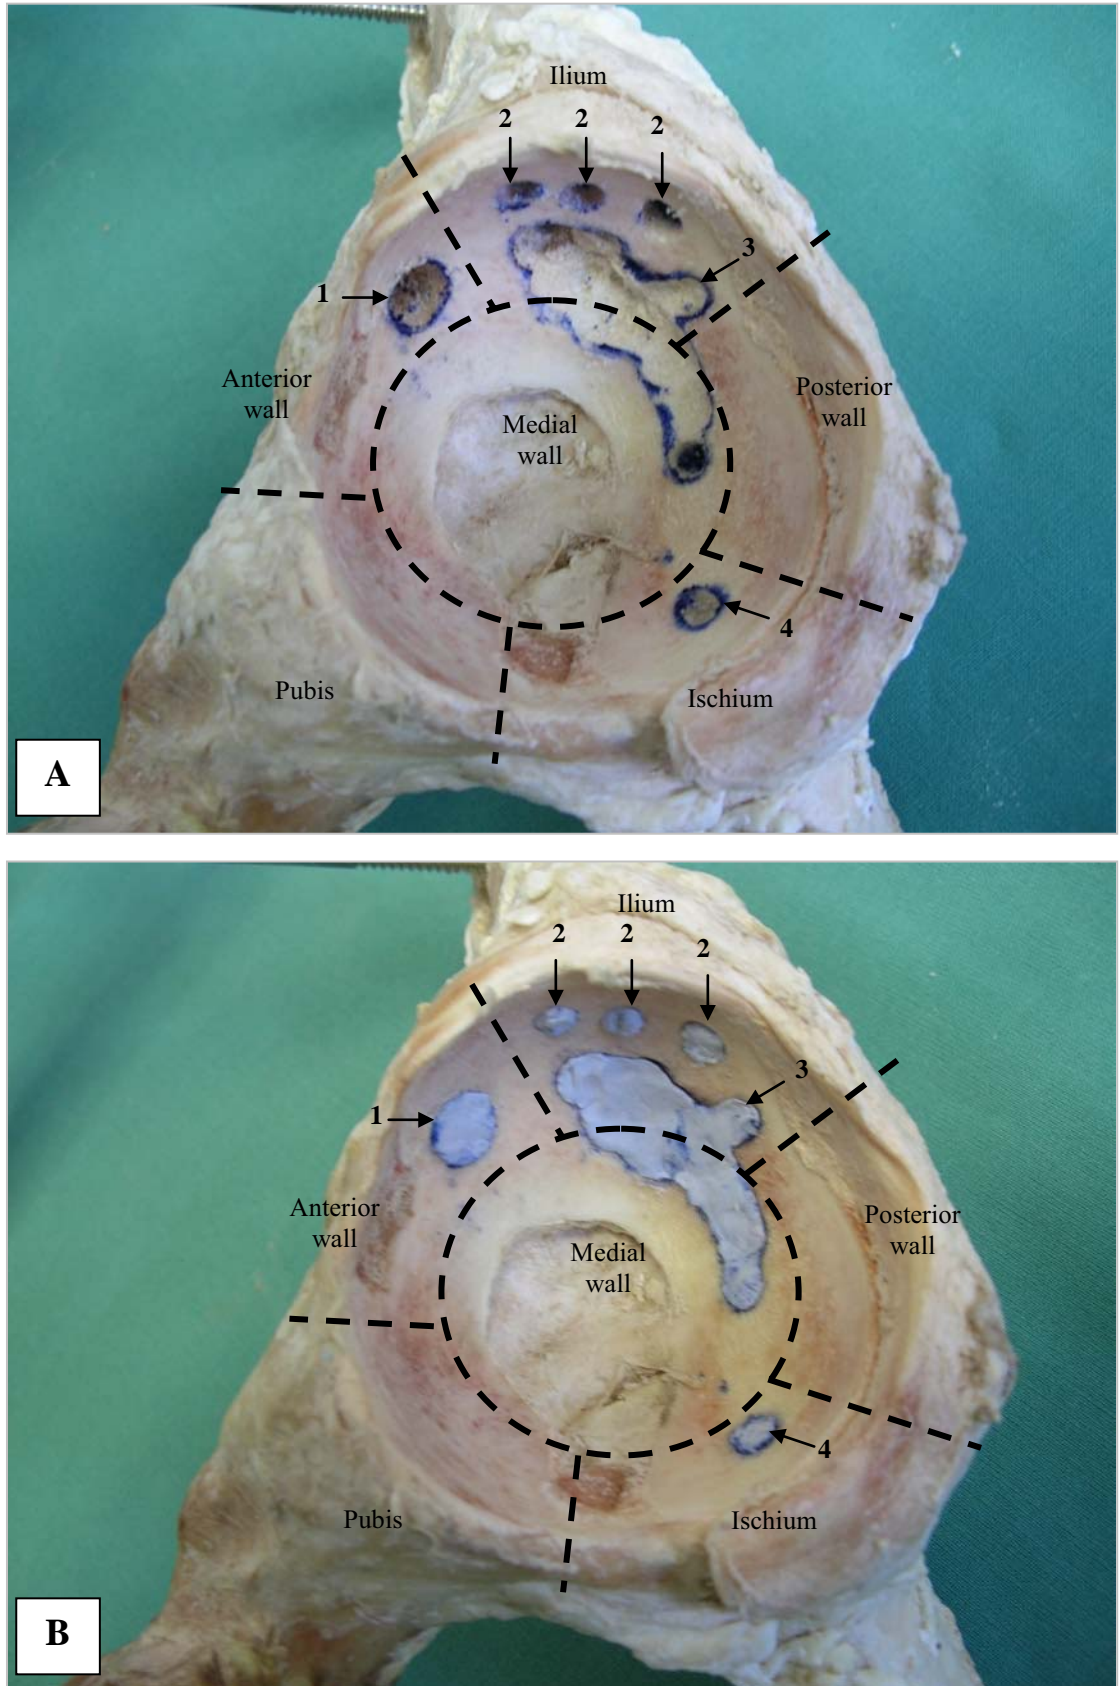 Ilium
2
2
2
3
1
Anterior
wall
Posterior
wall
Medial
wall
4
Pubis
Ischium
A
Ilium
2
2
2
3
1
Anterior
wall
Posterior
wall
Medial
wall
4
Pubis
Ischium
B